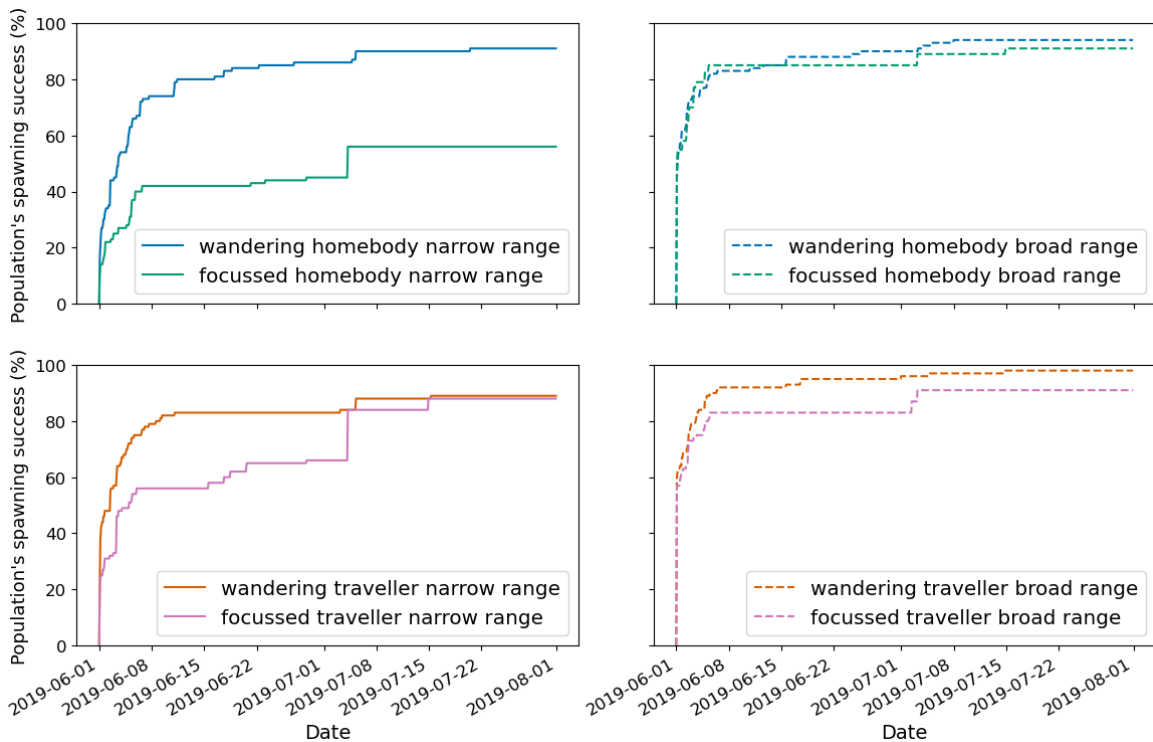 Population's spawning success (%)
100
80
60
40
20
0
wandering homebody narrow range
focussed homebody narrow range
wandering homebody broad range
focussed homebody broad range
Population's spawning success (%)
100
80
60
40
20
0
wandering traveller narrow range
focussed traveller narrow range
2019-06-01
2019-06-08
2019-06-15
2019-06-22
2019-07-01
2019-07-08
2019-07-15
2019-07-22
2019-08-01
Date
wandering traveller broad range
focussed traveller broad range
2019-06-01
2019-06-08
2019-06-15
2019-06-22
2019-07-01
2019-07-08
2019-07-15
2019-07-22
2019-08-01
Date